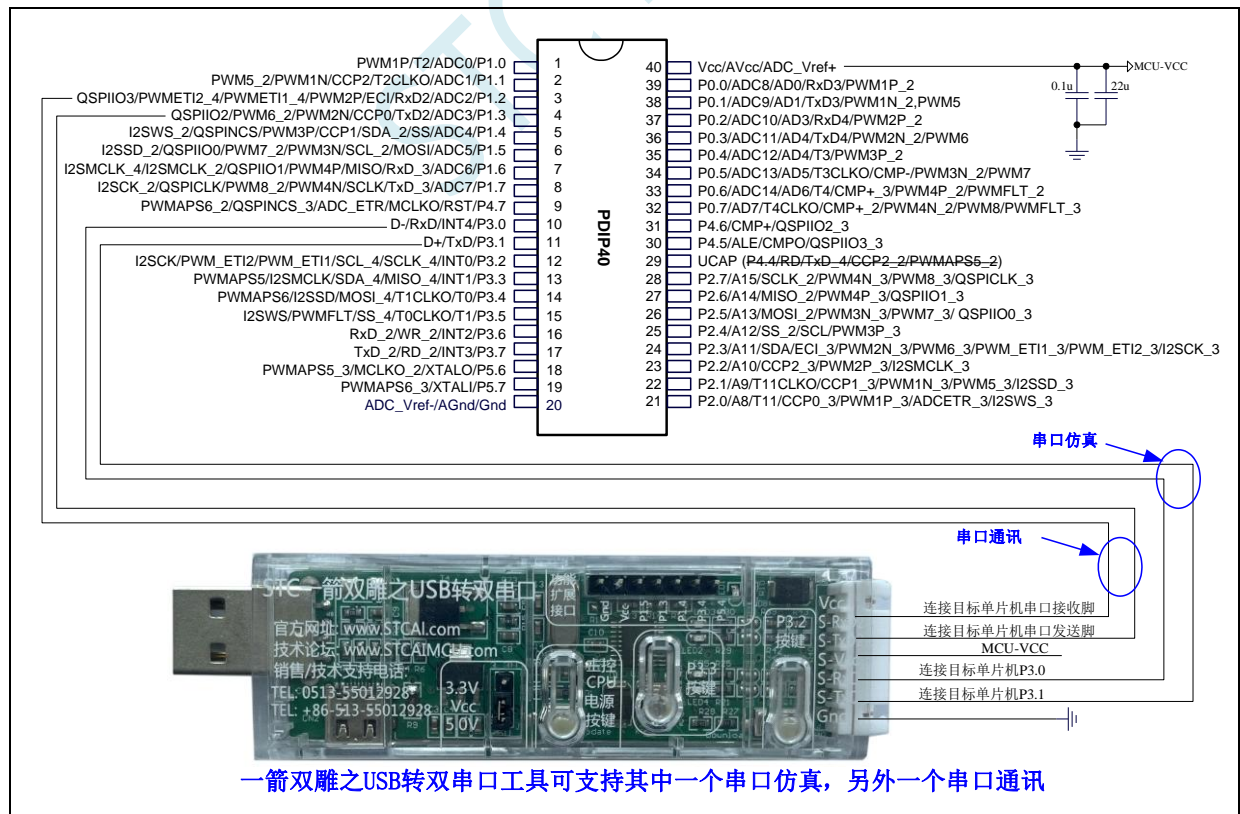 PWM1P/T2/ADC0/P1.0 1
PWM5_2/PWM1N/CCP2/T2CLKO/ADC1/P1.1 2
QSPIIO3/PWMETI2_4/PWMETI1_4/PWM2P/ECI/RxD2/ADC2/P1.2 3
QSPIIO2/PWM6_2/PWM2N/CCP0/TxD2/ADC3/P1.3 4
I2SWS_2/QSPINCS/PWM3P/CCP1/SDA_2/SS/ADC4/P1.4 5
I2SSD_2/QSPIIO0/PWM7_2/PWM3N/SCL_2/MOSI/ADC5/P1.5 6
I2SMCLK_4/I2SMCLK_2/QSPIIO1/PWM4P/MISO/RxD_3/ADC6/P1.6 7
I2SCK_2/QSPICLK/PWM8_2/PWM4N/SCLK/TxD_3/ADC7/P1.7 8
PWMAPS6_2/QSPINCS_3/ADC_ETR/MCLKO/RST/P4.7 9
D-/RxD/INT4/P3.0 10
D+/TxD/P3.1 11
I2SCK/PWM_ETI2/PWM_ETI1/SCL_4/SCLK_4/INT0/P3.2 12
PWMAPS5/I2SMCLK/SDA_4/MISO_4/INT1/P3.3 13
PWMAPS6/I2SSD/MOSI_4/T1CLKO/T0/P3.4 14
I2SWS/PWMFLT/SS_4/T0CLKO/T1/P3.5 15
RxD_2/WR_2/INT2/P3.6 16
TxD_2/RD_2/INT3/P3.7 17
PWMAPS5_3/MCLKO_2/XTALO/P5.6 18
PWMAPS6_3/XTALI/P5.7 19
ADC_Vref-/AGnd/Gnd 20
PDIP40
40 Vcc/AVcc/ADC_Vref+
39 P0.0/ADC8/AD0/RxD3/PWM1P_2
38 P0.1/ADC9/AD1/TxD3/PWM1N_2,PWM5
37 P0.2/ADC10/AD3/RxD4/PWM2P_2
36 P0.3/ADC11/AD4/TxD4/PWM2N_2/PWM6
35 P0.4/ADC12/AD4/T3/PWM3P_2
34 P0.5/ADC13/AD5/T3CLKO/CMP-/PWM3N_2/PWM7
33 P0.6/ADC14/AD6/T4/CMP+_3/PWM4P_2/PWMFLT_2
32 P0.7/AD7/T4CLKO/CMP+_2/PWM4N_2/PWM8/PWMFLT_3
31 P4.6/CMP+/QSPIIO2_3
30 P4.5/ALE/CMPO/QSPIIO3_3
29 UCAP (P4.4/RD/TxD_4/CCP2_2/PWMAPS5_2)
28 P2.7/A15/SCLK_2/PWM4N_3/PWM8_3/QSPICLK_3
27 P2.6/A14/MISO_2/PWM4P_3/QSPIIO1_3
26 P2.5/A13/MOSI_2/PWM3N_3/PWM7_3/ QSPIIO0_3
25 P2.4/A12/SS_2/SCL/PWM3P_3
24 P2.3/A11/SDA/ECI_3/PWM2N_3/PWM6_3/PWM_ETI1_3/PWM_ETI2_3/I2SCK_3
23 P2.2/A10/CCP2_3/PWM2P_3/I2SMCLK_3
22 P2.1/A9/T11CLKO/CCP1_3/PWM1N_3/PWM5_3/I2SSD_3
21 P2.0/A8/T11/CCP0_3/PWM1P_3/ADCETR_3/I2SWS_3
MCU-VCC
0.1u 22u
串口仿真
串口通讯
STC一箭双雕之USB转双串口
官方网址: www.STCAI.com
技术论坛: www.STCAIMCU.com
销售/技术支持电话:
TEL: 0513-55012928
TEL: +86-513-55012928
3.3V
Vcc
5.0V
功能
扩展
接口
Gnd
Vcc
P1.3
P1.4
P3.4
P5.4
主控
CPU
电源
按键
按键
P3.2
按键
Vcc
Gnd
连接目标单片机串口接收脚
连接目标单片机串口发送脚
MCU-VCC
连接目标单片机P3.0
连接目标单片机P3.1
一箭双雕之USB转双串口工具可支持其中一个串口仿真，另外一个串口通讯